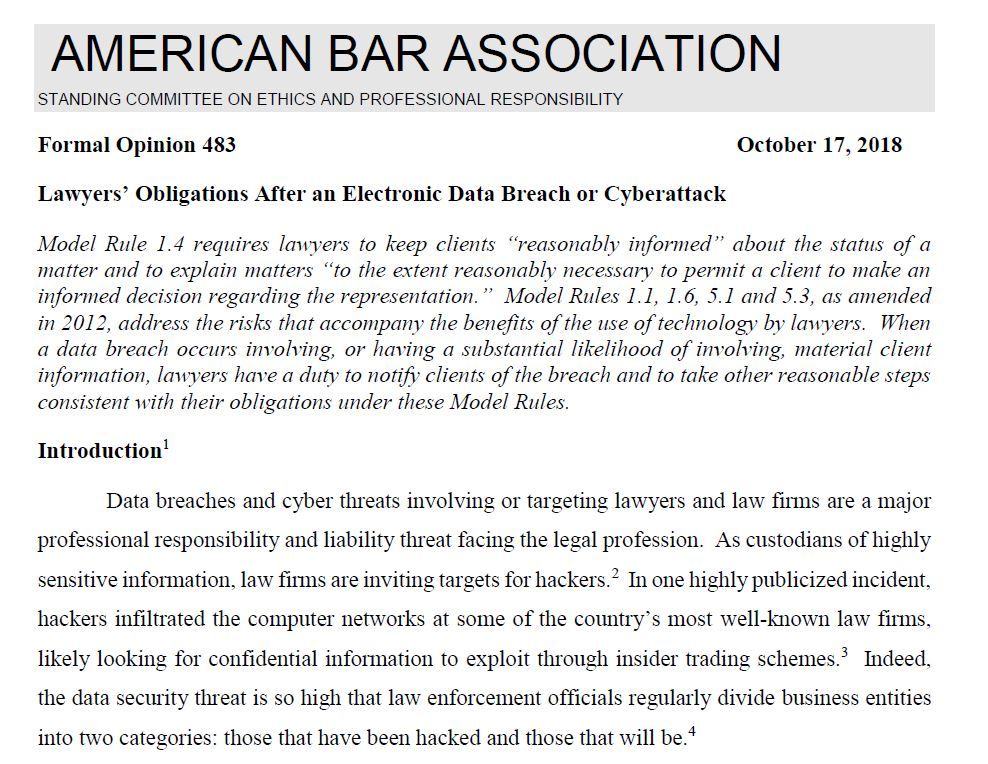 AMERICAN BAR ASSOCIATION
STANDING COMMITTEE ON ETHICS AND PROFESSIONAL RESPONSIBILITY
Formal Opinion 483 October 17, 2018
Lawyers’ Obligations After an Electronic Data Breach or Cyberattack
Model Rule 1.4 requires lawyers to keep clients “reasonably informed” about the status of a
matter and to explain matters “to the extent reasonably necessary to permit a client to make an
informed decision regarding the representation.” Model Rules 1.1, 1.6, 5.1 and 5.3, as amended
in 2012, address the risks that accompany the benefits of the use of technology by lawyers. When
a data breach occurs involving, or having a substantial likelihood of involving, material client
information, lawyers have a duty to notify clients of the breach and to take other reasonable steps
consistent with their obligations under these Model Rules.
Introduction¹
Data breaches and cyber threats involving or targeting lawyers and law firms are a major
professional responsibility and liability threat facing the legal profession. As custodians of highly
sensitive information, law firms are inviting targets for hackers.² In one highly publicized incident,
hackers infiltrated the computer networks at some of the country’s most well-known law firms,
likely looking for confidential information to exploit through insider trading schemes.³ Indeed,
the data security threat is so high that law enforcement officials regularly divide business entities
into two categories: those that have been hacked and those that will be.⁴